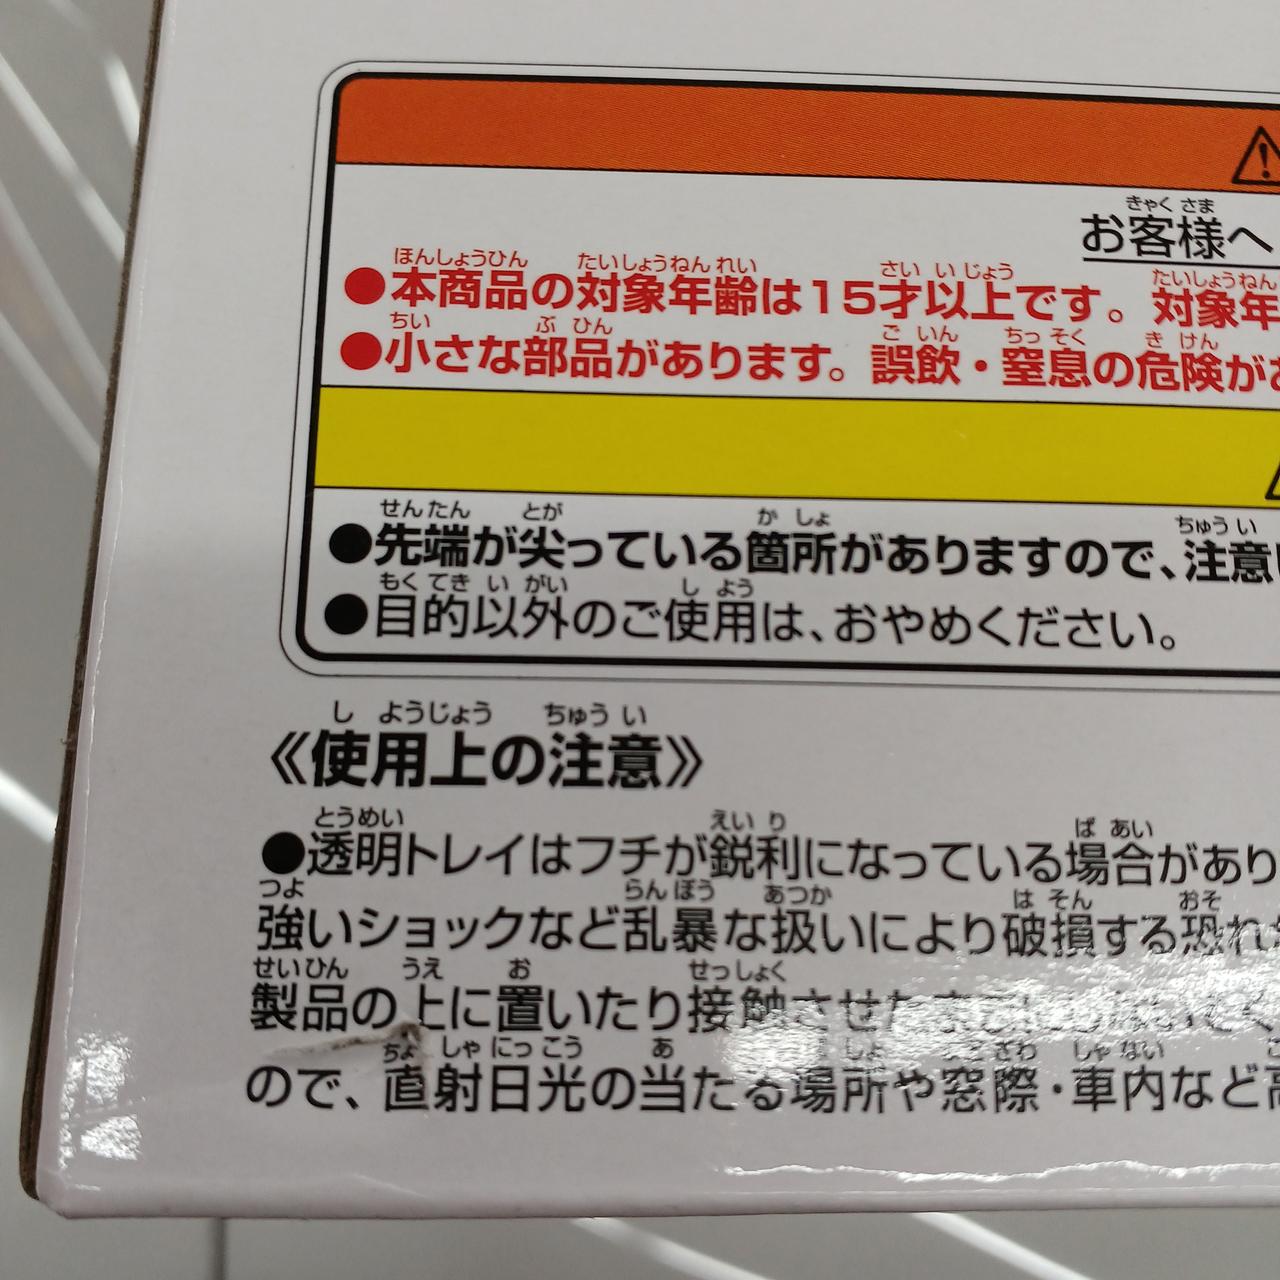 お客様へ
●本商品の対象年齢は15才以上です。対象年
●小さな部品があります。誤飲・窒息の危険が
●先端が尖っている箇所がありますので、注意
●目的以外のご使用は、おやめください。
《使用上の注意》
●透明トレイはフチが鋭利になっている場合があり
強いショックなど乱暴な扱いにより破損する恐れ
製品の上に置いたり接触させた
ので、直射日光の当たる場所や窓際・車内など高